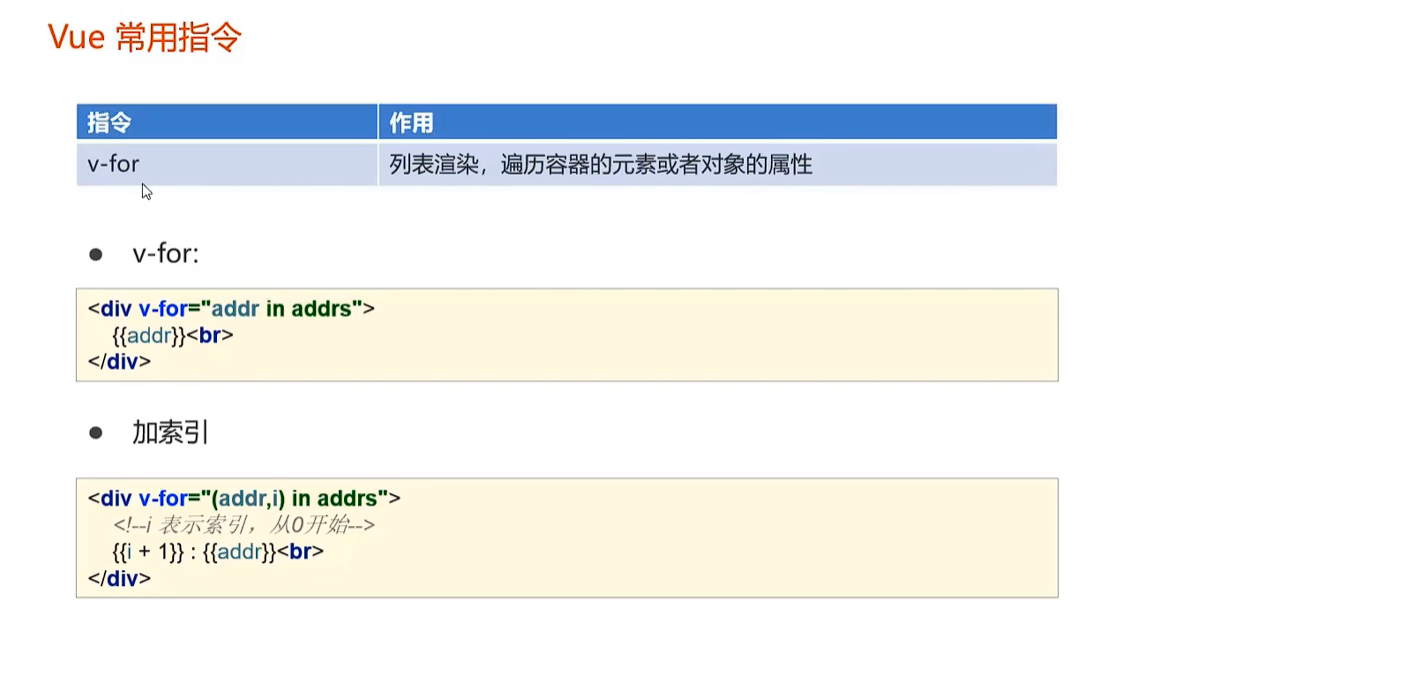 Vue 常用指令
指令 作用
v-for 列表渲染，遍历容器的元素或者对象的属性
● v-for:
<div v-for="addr in addrs">
{{addr}}<br>
</div>
● 加索引
<div v-for="(addr,i) in addrs">
<!--i 表示索引，从0开始-->
{{i + 1}} : {{addr}}<br>
</div>